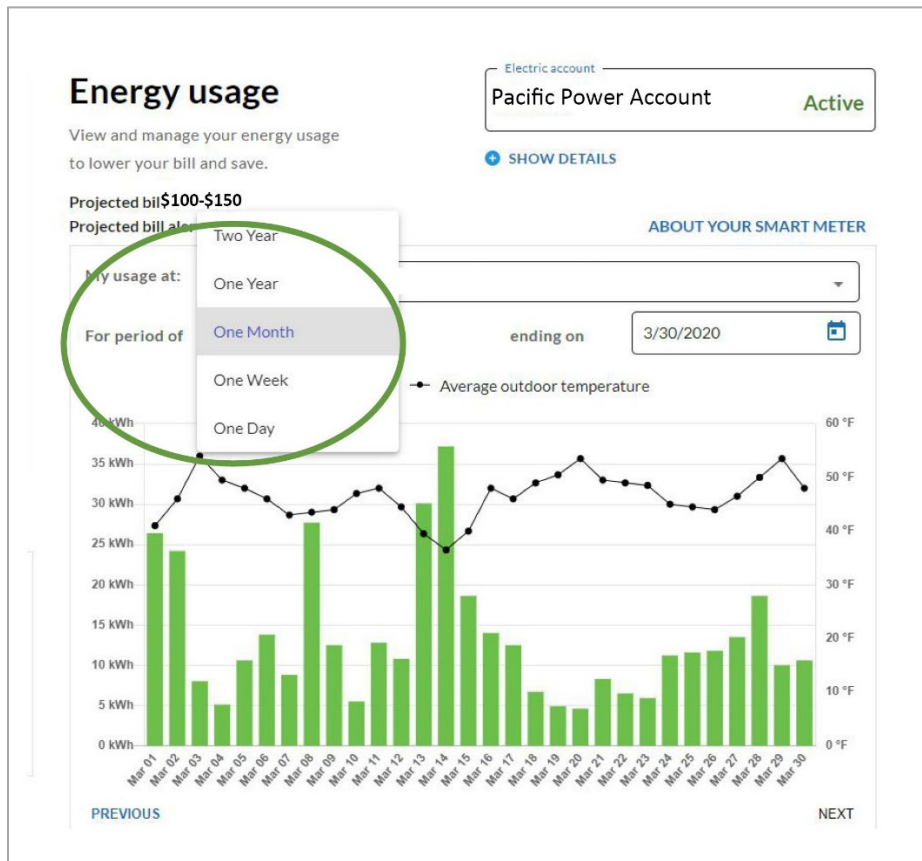 Energy usage
View and manage your energy usage
to lower your bill and save.
Electric account
Pacific Power Account
Active
SHOW DETAILS
Projected bil$100-$150
Projected bill
ABOUT YOUR SMART METER
My usage at:
For period of
Two Year
One Year
One Month
One Week
One Day
ending on
3/30/2020
Average outdoor temperature
40 kWh
35 kWh
30 kWh
25 kWh
20 kWh
15 kWh
10 kWh
5 kWh
0 kWh
60 °F
50 °F
40 °F
30 °F
20 °F
10 °F
0 °F
Mar 01
Mar 02
Mar 03
Mar 04
Mar 05
Mar 06
Mar 07
Mar 08
Mar 09
Mar 10
Mar 11
Mar 12
Mar 13
Mar 14
Mar 15
Mar 16
Mar 17
Mar 18
Mar 19
Mar 20
Mar 21
Mar 22
Mar 23
Mar 24
Mar 25
Mar 26
Mar 27
Mar 28
Mar 29
Mar 30
PREVIOUS
NEXT